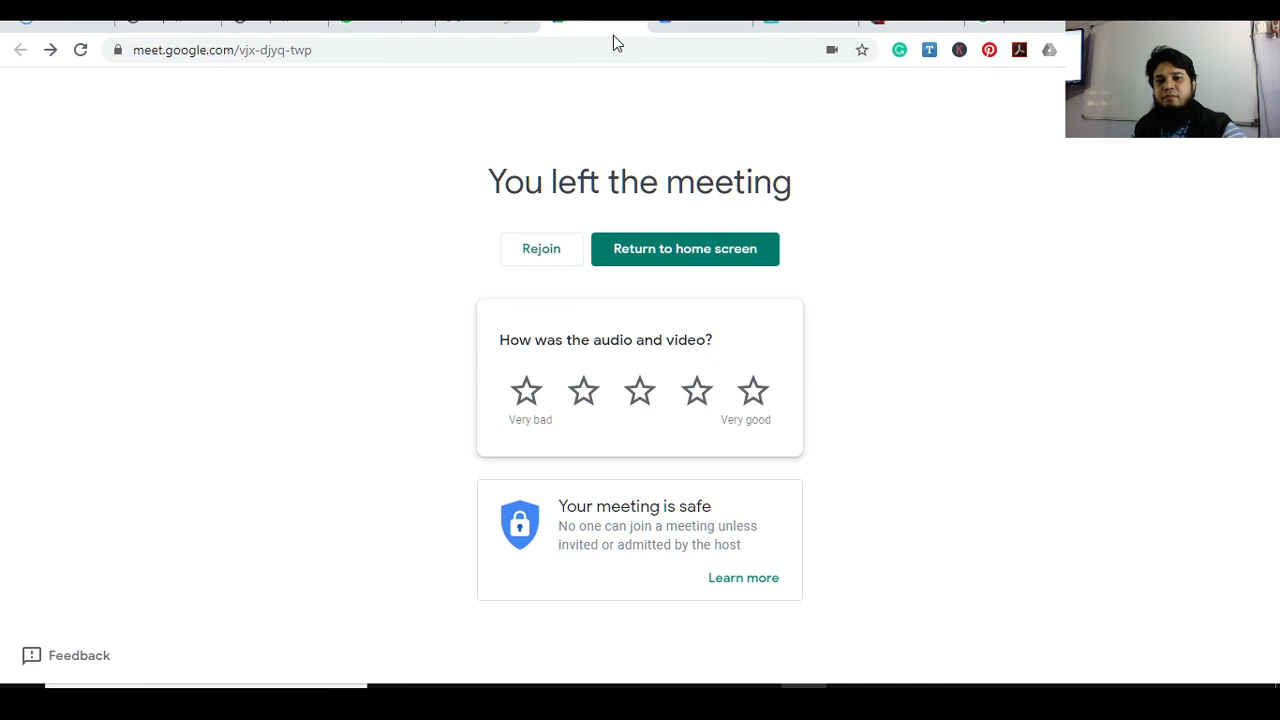 meet.google.com/vjx-djyq-twp
You left the meeting
Rejoin
Return to home screen
How was the audio and video?
Very bad
Very good
Your meeting is safe
No one can join a meeting unless
invited or admitted by the host
Learn more
Feedback